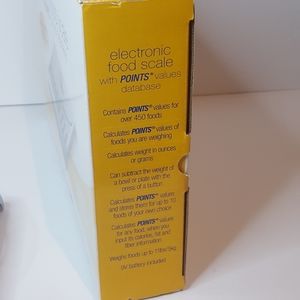 electronic
food scale
with POINTS® values
database
Contains POINTS® values for
over 450 foods
Calculates POINTS® values of
foods you are weighing
Calculates weight in ounces
or grams
Can subtract the weight of
a bowl or plate with the
press of a button
Calculates POINTS® values
and stores them for up to 10
foods of your own choice
Calculates POINTS® values
for any food, when you
input its calories, fat and
fiber information
Weighs foods up to 11lbs/5kg
battery included)